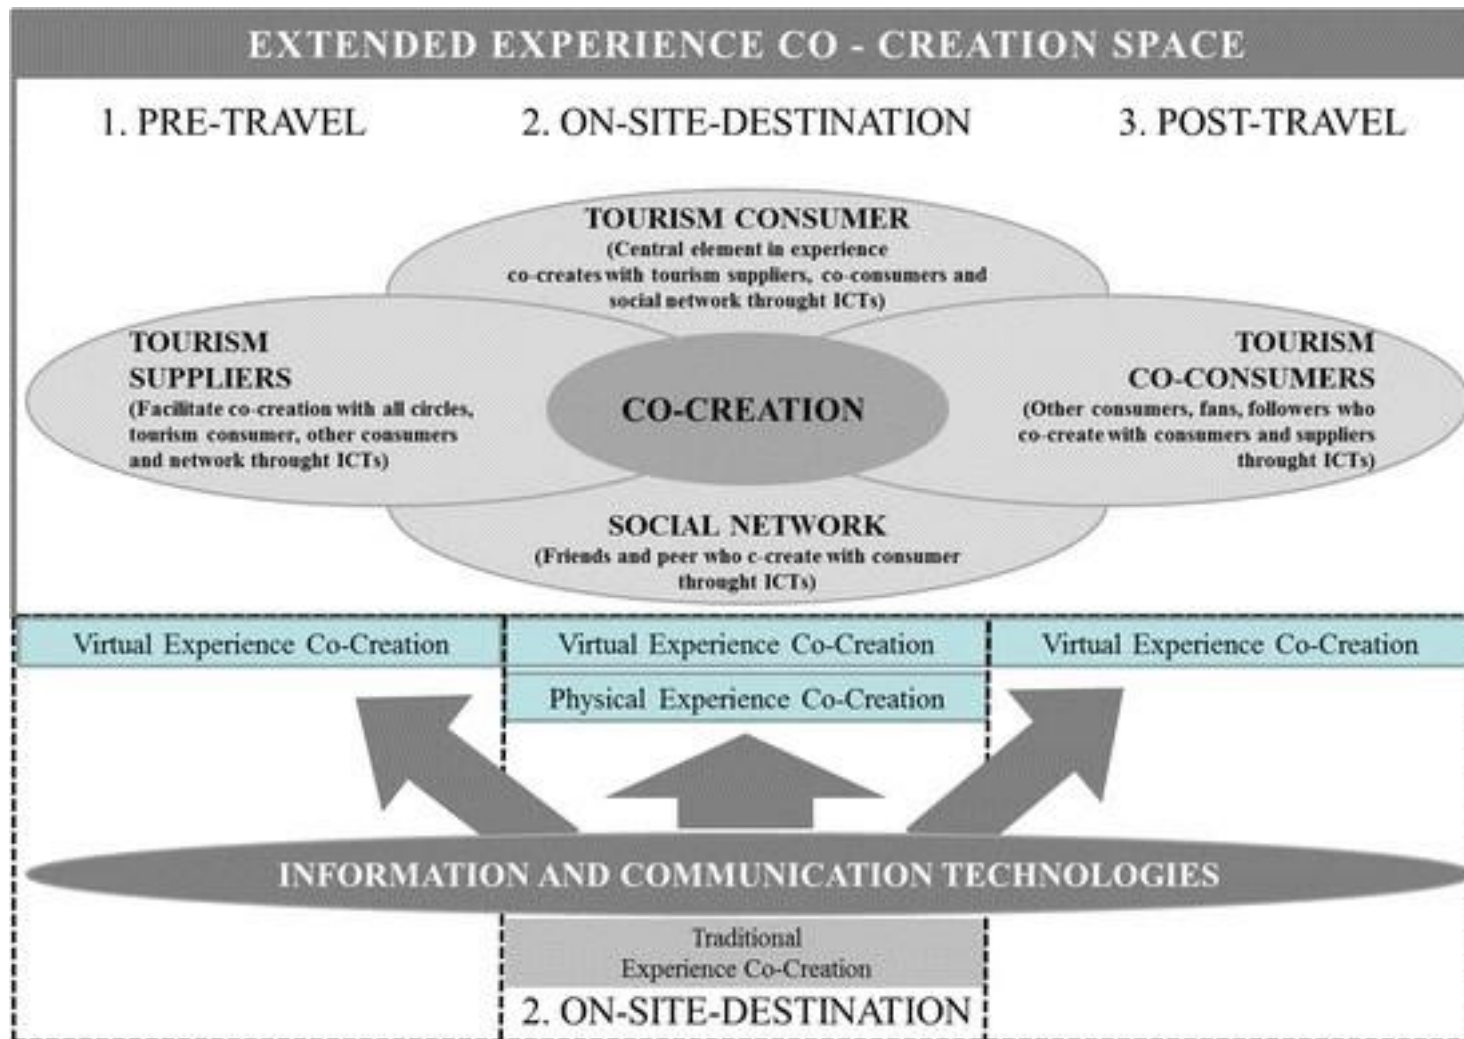 EXTENDED EXPERIENCE CO - CREATION SPACE
1. PRE-TRAVEL
2. ON-SITE-DESTINATION
3. POST-TRAVEL
TOURISM CONSUMER
(Central element in experience
co-creates with tourism suppliers, co-consumers and
social network throught ICTs)
TOURISM
SUPPLIERS
(Facilitate co-creation with all circles,
tourism consumer, other consumers
and network throught ICTs)
CO-CREATION
TOURISM
CO-CONSUMERS
(Other consumers, fans, followers who
co-create with consumers and suppliers
throught ICTs)
SOCIAL NETWORK
(Friends and peer who c-create with consumer
throught ICTs)
Virtual Experience Co-Creation
Virtual Experience Co-Creation
Virtual Experience Co-Creation
Physical Experience Co-Creation
INFORMATION AND COMMUNICATION TECHNOLOGIES
Traditional
Experience Co-Creation
2. ON-SITE-DESTINATION